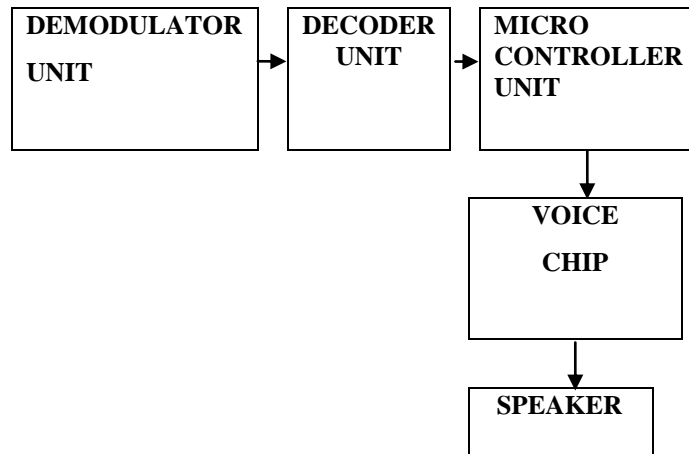 DEMODULATOR
UNIT
DECODER
UNIT
MICRO
CONTROLLER
UNIT
VOICE
CHIP
SPEAKER